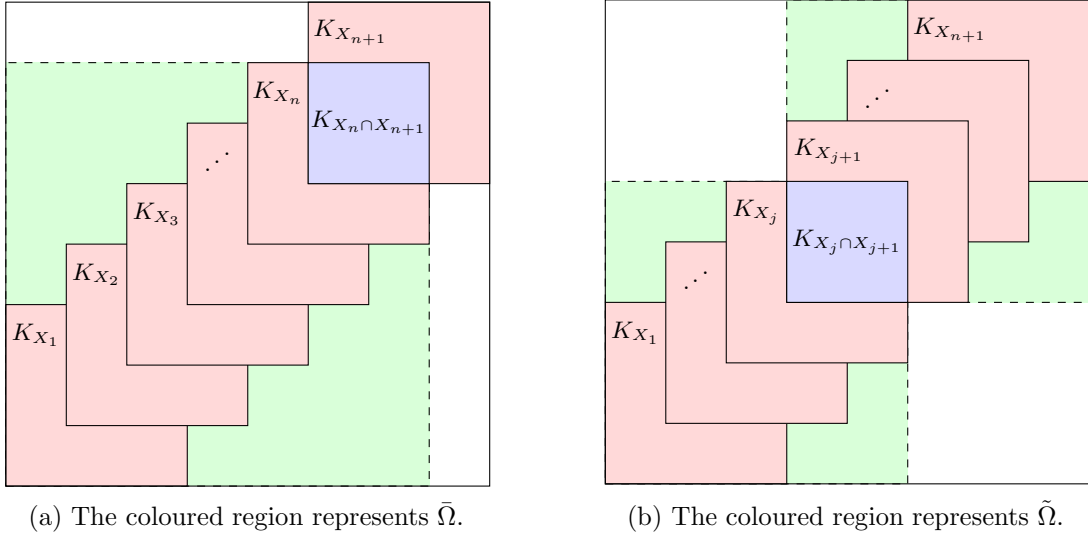 K_{X_{n+1}}
K_{X_n}
K_{X_n∩X_{n+1}}
⋰
K_{X_3}
K_{X_2}
K_{X_1}
(a) The coloured region represents Ω̄.
K_{X_{n+1}}
⋰
K_{X_{j+1}}
K_{X_j}
K_{X_j∩X_{j+1}}
⋰
K_{X_1}
(b) The coloured region represents Ω̃.